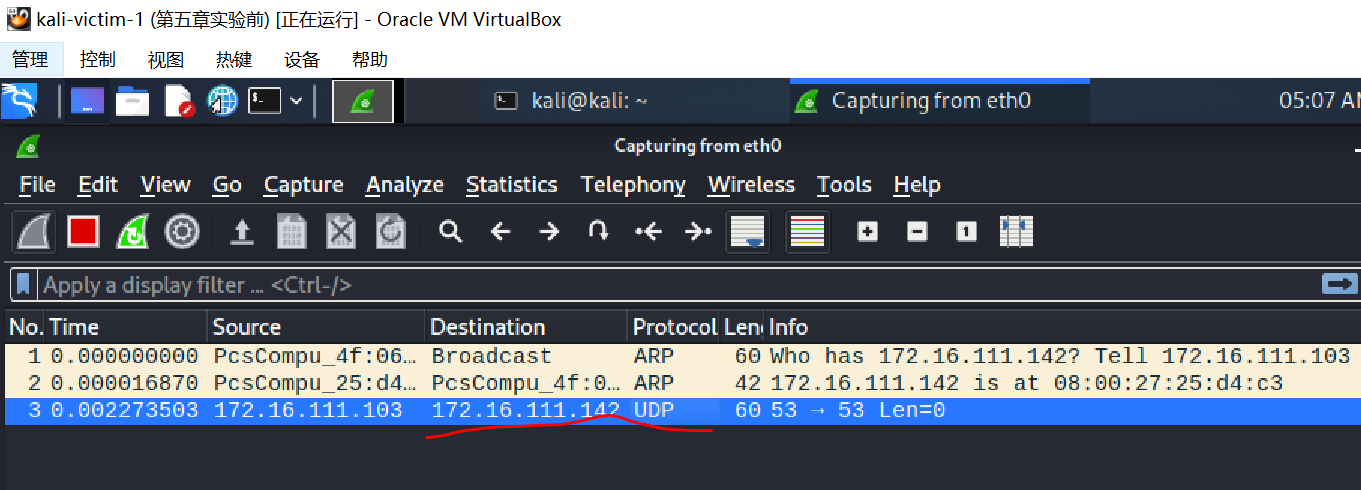 kali-victim-1 (第五章实验前) [正在运行] - Oracle VM VirtualBox
管理 控制 视图 热键 设备 帮助
kali@kali: ~ Capturing from eth0 05:07
Capturing from eth0
File Edit View Go Capture Analyze Statistics Telephony Wireless Tools Help
Apply a display filter … <Ctrl-/>
No. Time Source Destination Protocol Info
1 0.000000000 PcsCompu_4f:06… Broadcast ARP 60 Who has 172.16.111.142? Tell 172.16.111.103
2 0.000016870 PcsCompu_25:d4… PcsCompu_4f:0… ARP 42 172.16.111.142 is at 08:00:27:25:d4:c3
3 0.002273503 172.16.111.103 172.16.111.142 UDP 60 53 → 53 Len=0